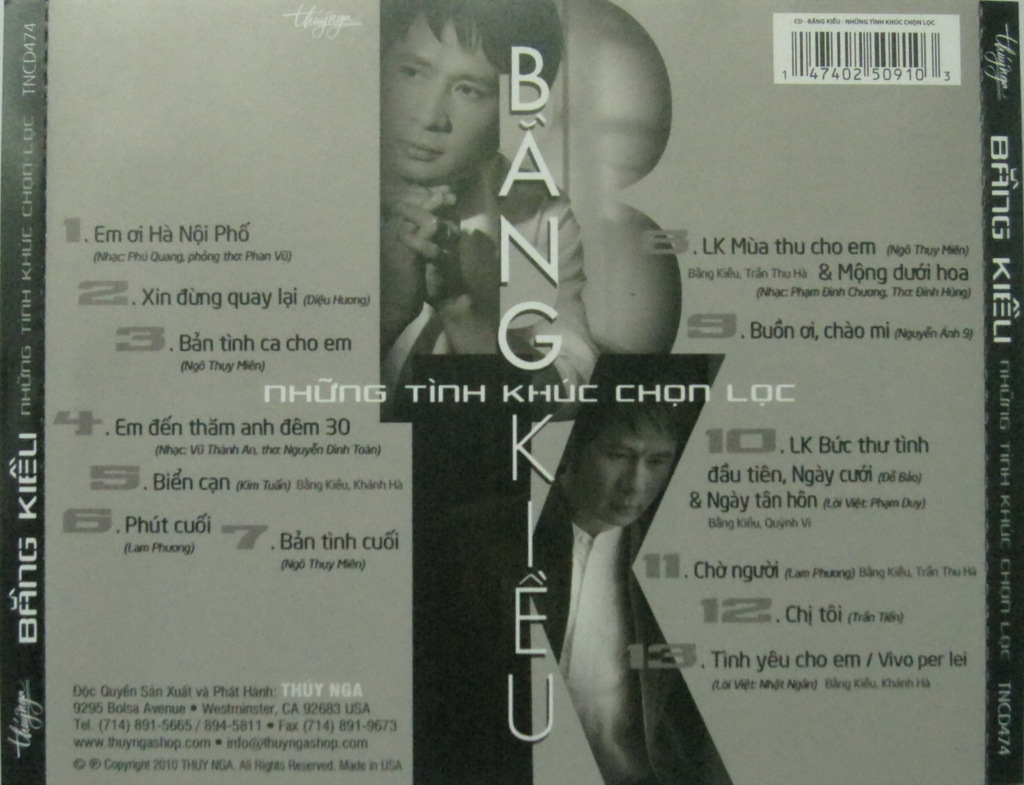 thúy nga
CD - BẰNG KIỀU - NHỮNG TÌNH KHÚC CHỌN LỌC
1 47402 50910 3
BẰNG KIỀU
NHỮNG TÌNH KHÚC CHỌN LỌC
1. Em ơi Hà Nội Phố
(Nhạc: Phú Quang, phỏng thơ: Phan Vũ)
2. Xin đừng quay lại (Diệu Hương)
3. Bản tình ca cho em
(Ngô Thụy Miên)
4. Em đến thăm anh đêm 30
(Nhạc: Vũ Thành An, thơ: Nguyễn Đình Toàn)
5. Biển cạn (Kim Tuấn) Bằng Kiều, Khánh Hà
6. Phút cuối
(Lam Phương)
7. Bản tình cuối
(Ngô Thụy Miên)
8. LK Mùa thu cho em (Ngô Thụy Miên)
Bằng Kiều, Trần Thu Hà & Mộng dưới hoa
(Nhạc: Phạm Đình Chương, Thơ: Đinh Hùng)
9. Buồn ơi, chào mi (Nguyễn Ánh 9)
10. LK Bức thư tình
đầu tiên, Ngày cưới (Đỗ Bảo)
& Ngày tân hôn (Lời Việt: Phạm Duy)
Bằng Kiều, Quỳnh Vi
11. Chờ người (Lam Phương) Bằng Kiều, Trần Thu Hà
12. Chị tôi (Trần Tiến)
13. Tình yêu cho em / Vivo per lei
(Lời Việt: Nhật Ngân) Bằng Kiều, Khánh Hà
Độc Quyền Sản Xuất và Phát Hành: THÚY NGA
9295 Bolsa Avenue • Westminster, CA 92683 USA
Tel. (714) 891-5665 / 894-5811 • Fax (714) 891-9673
www.thuyngashop.com • info@thuyngashop.com
© ℗ Copyright 2010 THUY NGA. All Rights Reserved. Made in USA
thúy nga BẰNG KIỀU NHỮNG TÌNH KHÚC CHỌN LỌC TNCD474
thúy nga BẰNG KIỀU NHỮNG TÌNH KHÚC CHỌN LỌC TNCD474